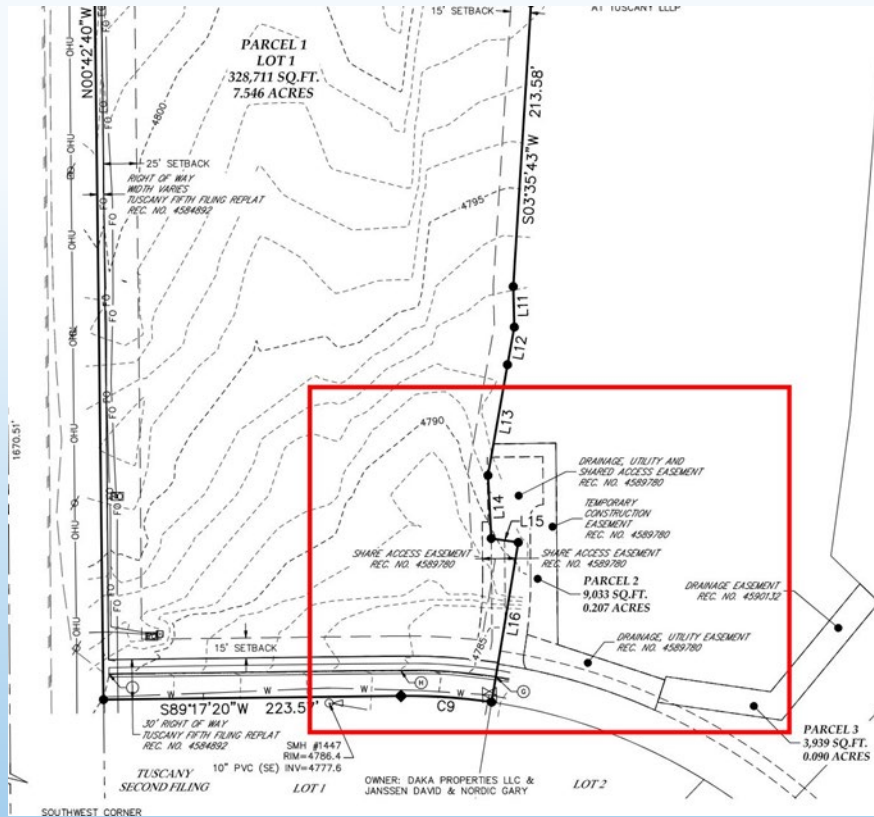 15' SETBACK
AT TUSCANY LLLP
N00°42'40"W
PARCEL 1
LOT 1
328,711 SQ.FT.
7.546 ACRES
213.58'
S03°35'43"W
OHU
FO
EO
4800
25' SETBACK
RIGHT OF WAY
WIDTH VARIES
TUSCANY FIFTH FILING REPLAT
REC. NO. 4584892
4795
L11
L12
L13
1670.51'
4790
DRAINAGE, UTILITY AND
SHARED ACCESS EASEMENT
REC. NO. 4589780
L14
TEMPORARY
CONSTRUCTION
EASEMENT
REC. NO. 4589780
L15
SHARE ACCESS EASEMENT
REC. NO. 4589780
SHARE ACCESS EASEMENT
REC. NO. 4589780
PARCEL 2
9,033 SQ.FT.
0.207 ACRES
DRAINAGE EASEMENT
REC. NO. 4590132
L16
4785
15' SETBACK
DRAINAGE, UTILITY EASEMENT
REC. NO. 4589780
H
G
W W W W
S89°17'20"W 223.57'
C9
30' RIGHT OF WAY
TUSCANY FIFTH FILING REPLAT
REC. NO. 4584892
SMH #1447
RIM=4786.4
10" PVC (SE) INV=4777.6
PARCEL 3
3,939 SQ.FT.
0.090 ACRES
TUSCANY
SECOND FILING
LOT 1
OWNER: DAKA PROPERTIES LLC &
JANSSEN DAVID & NORDIC GARY
LOT 2
SOUTHWEST CORNER